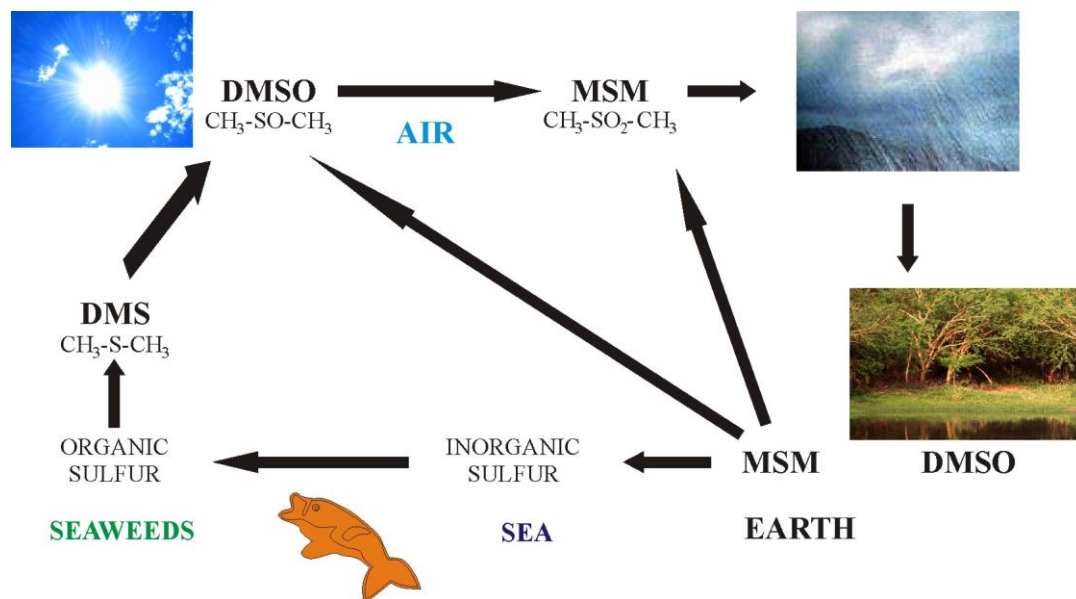 DMSO
CH₃-SO-CH₃
AIR
MSM
CH₃-SO₂-CH₃
DMS
CH₃-S-CH₃
ORGANIC
SULFUR
SEAWEEDS
INORGANIC
SULFUR
SEA
MSM
DMSO
EARTH